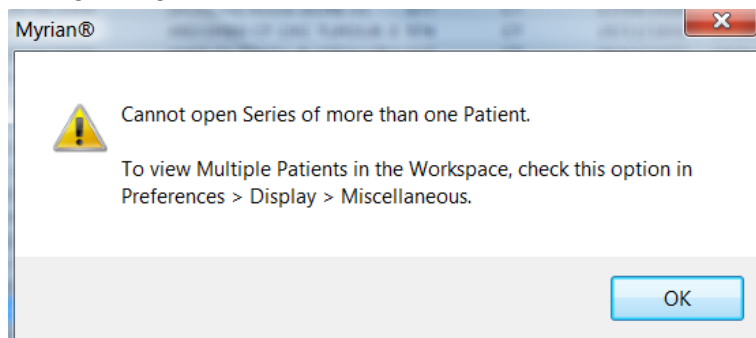 Myrian®
Cannot open Series of more than one Patient.
To view Multiple Patients in the Workspace, check this option in
Preferences > Display > Miscellaneous.
OK